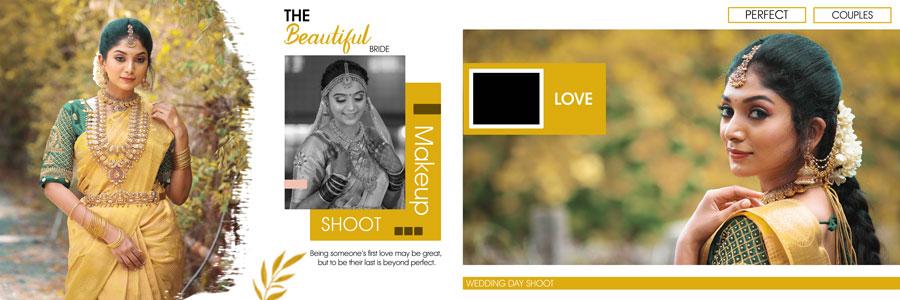 THE
Beautiful
BRIDE
Makeup
SHOOT
Being someone's first love may be great,
but to be their last is beyond perfect.
PERFECT
COUPLES
LOVE
WEDDING DAY SHOOT